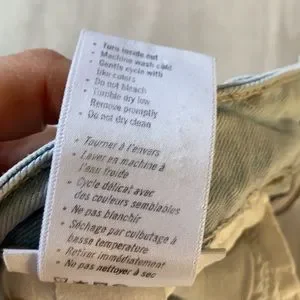 • Turn inside out
• Machine wash cold
• Gentle cycle with
like colors
• Do not bleach
Tumble dry low
Remove promptly
• Do not dry clean
• Tourner à l'envers
• Laver en machine à
l'eau froide
• Cycle délicat avec
des couleurs semblables
• Ne pas blanchir
• Séchage par culbutage à
basse température
• Retirer immédiatement
• Ne pas nettoyer à sec